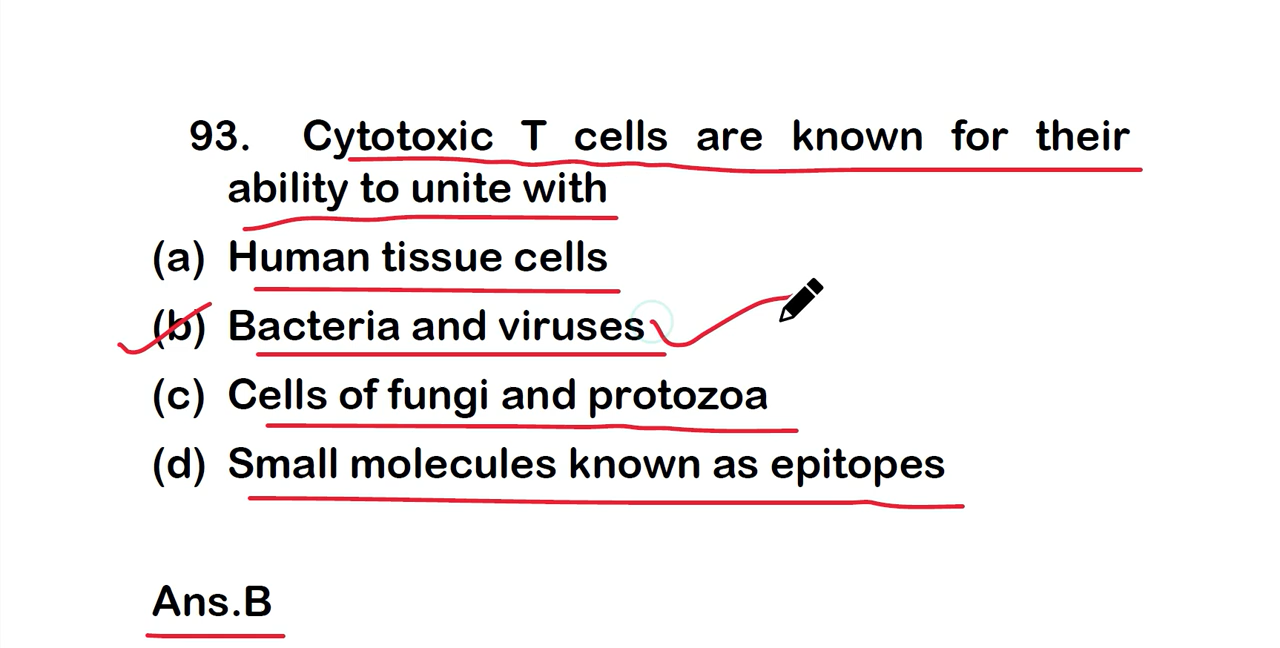 93. Cytotoxic T cells are known for their
ability to unite with
(a) Human tissue cells
(b) Bacteria and viruses
(c) Cells of fungi and protozoa
(d) Small molecules known as epitopes
Ans.B